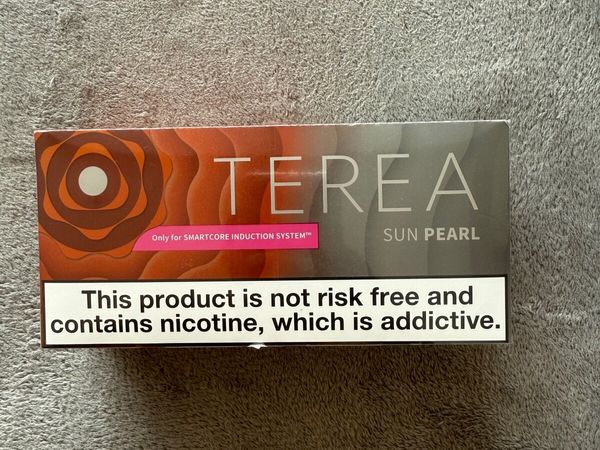 TEREA
SUN PEARL
Only for SMARTCORE INDUCTION SYSTEM™
This product is not risk free and
contains nicotine, which is addictive.